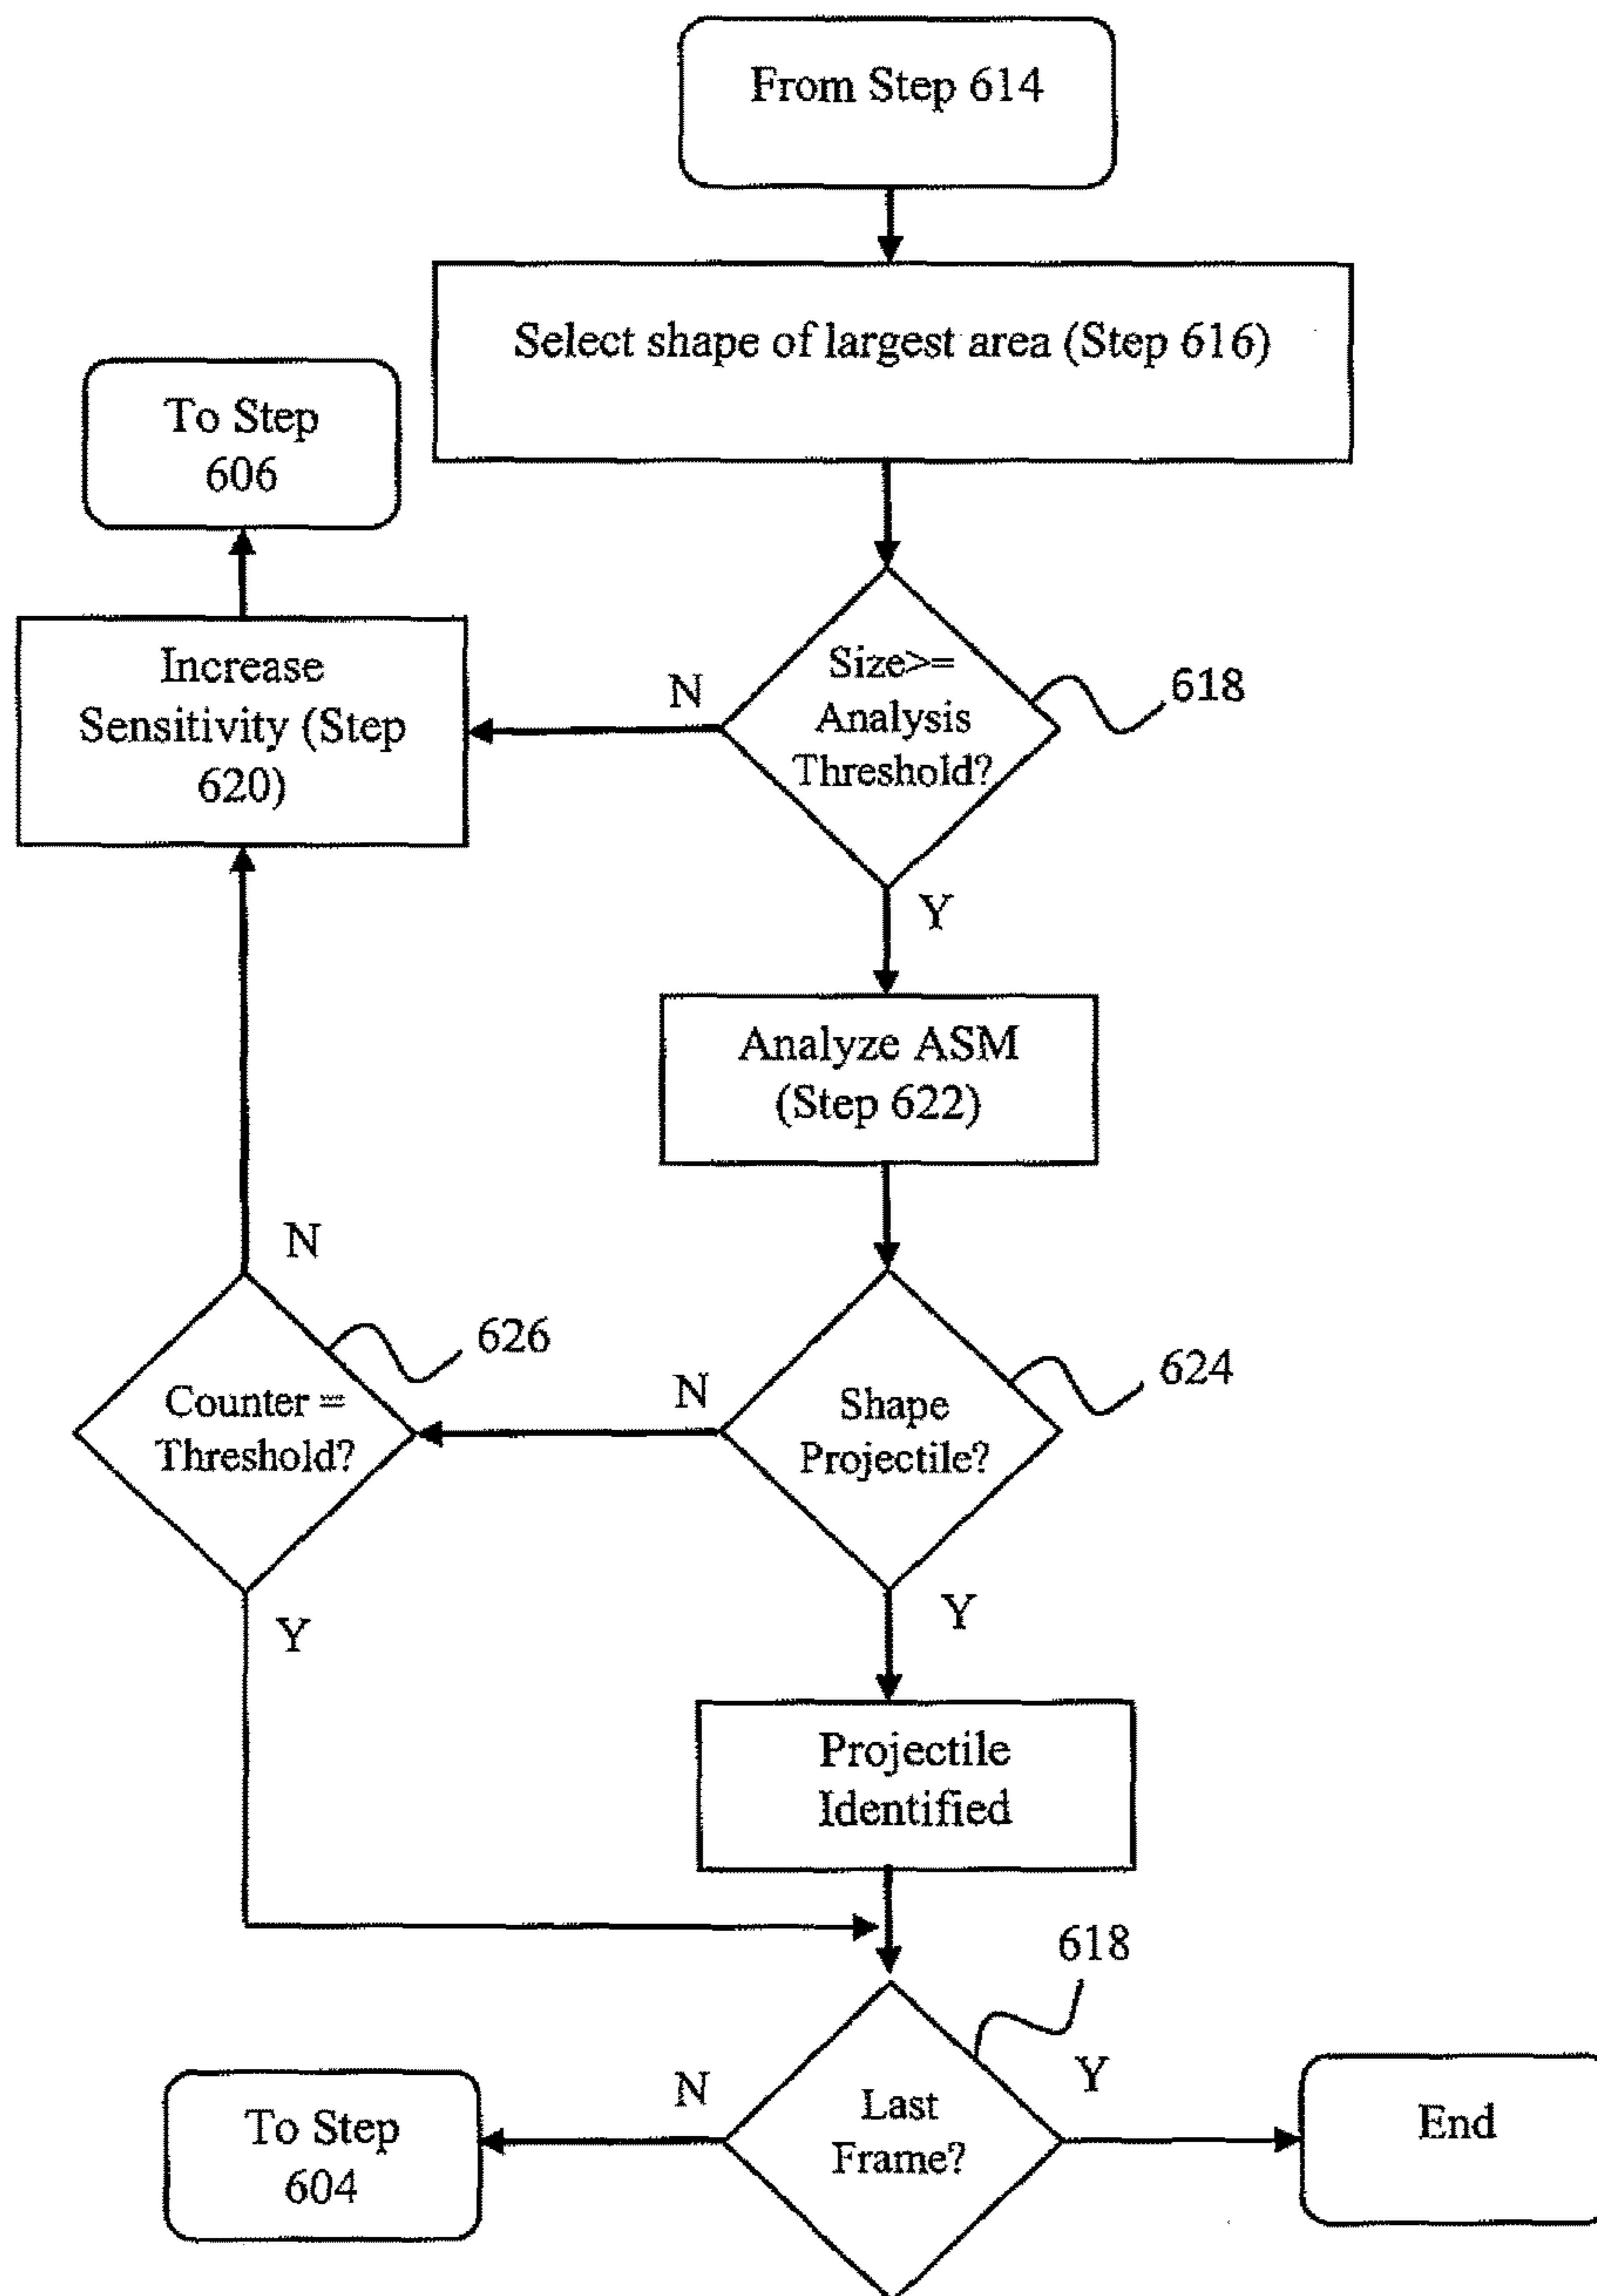 From Step 614
Select shape of largest area (Step 616)
To Step
606
Increase
Sensitivity (Step
620)
N
Size>=
Analysis
Threshold?
618
Y
Analyze ASM
(Step 622)
N
626
Counter =
Threshold?
N
624
Shape
Projectile?
Y
Y
Projectile
Identified
618
To Step
604
N
Last
Frame?
Y
End